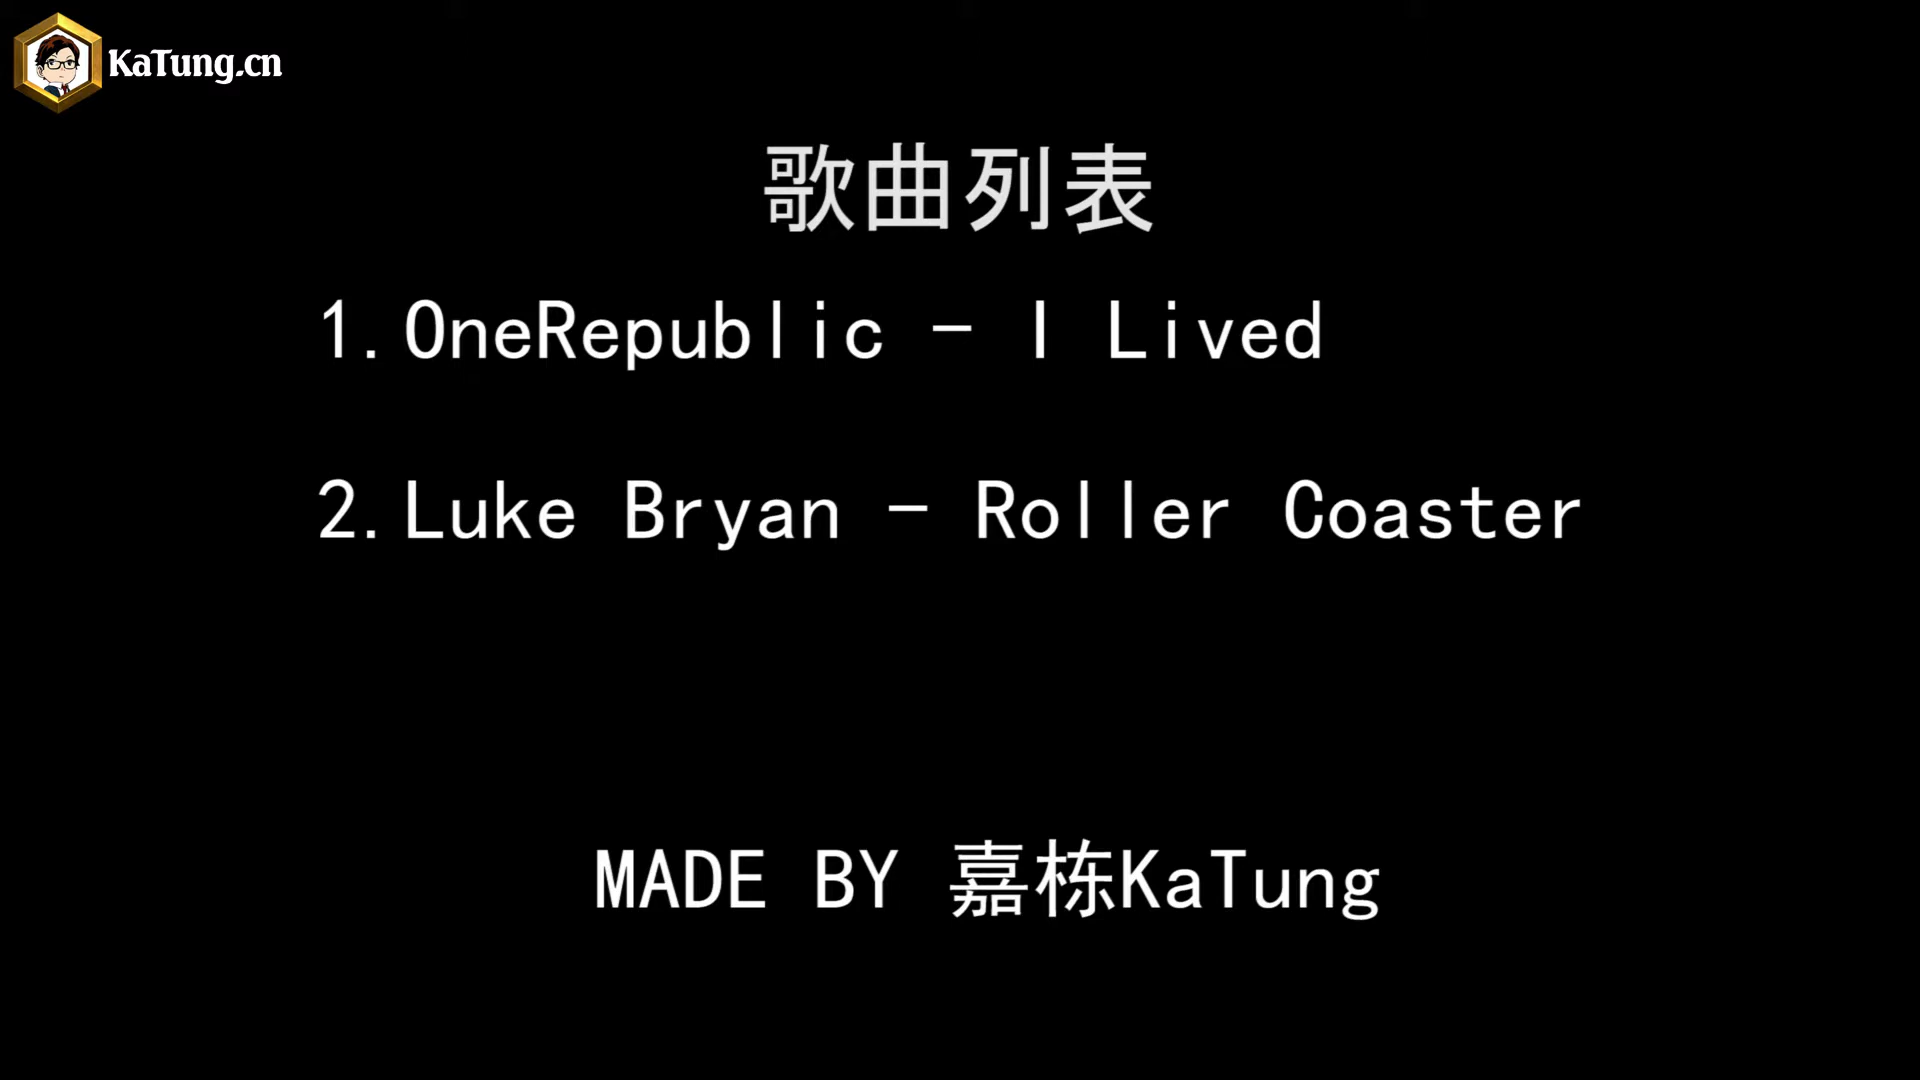 KaTung.cn
歌曲列表
1.OneRepublic - I Lived
2.Luke Bryan - Roller Coaster
MADE BY 嘉栋KaTung